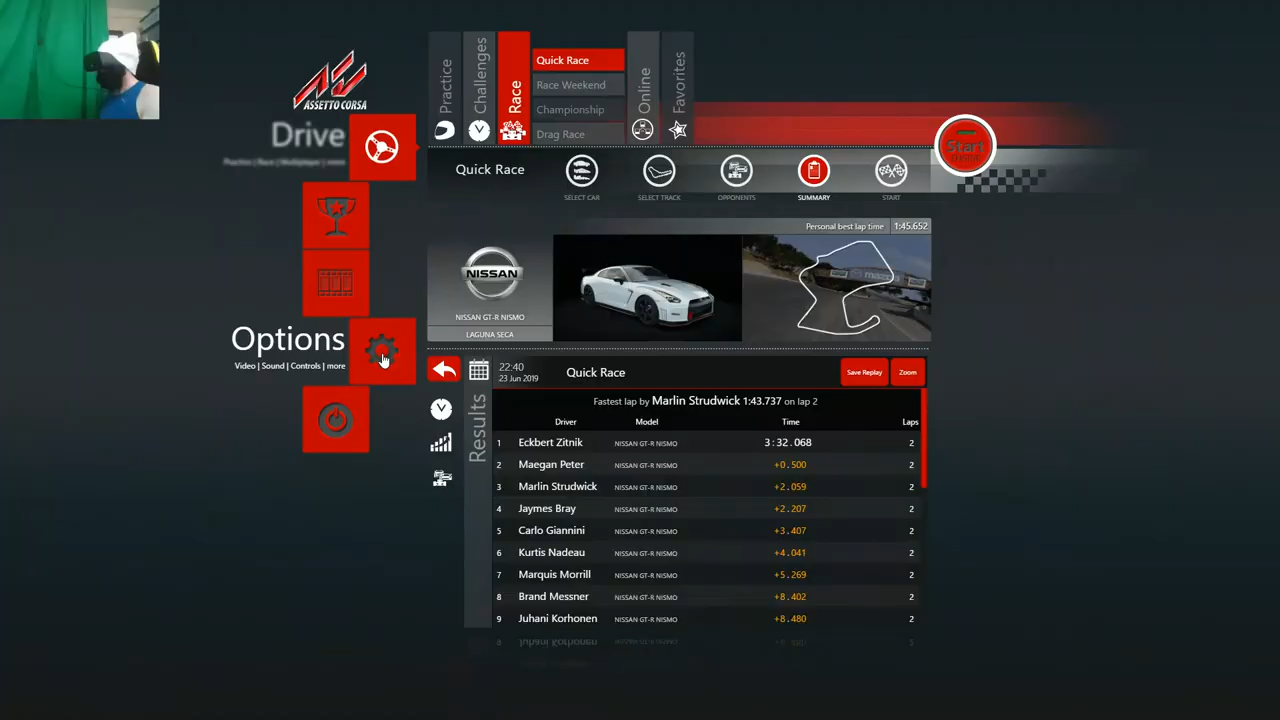 ASSETTO CORSA
Drive
Practice | Race | Multiplayer | more
Options
Video | Sound | Controls | more
Practice
Challenges
Race
Quick Race
Race Weekend
Championship
Drag Race
Online
Favorites
Start
Quick Race
SELECT CAR
SELECT TRACK
OPPONENTS
SUMMARY
START
Personal best lap time 1:45.652
NISSAN
NISSAN GT-R NISMO
LAGUNA SECA
22:40
23 Jun 2019
Quick Race
Save Replay
Zoom
Results
Fastest lap by Marlin Strudwick 1:43.737 on lap 2
Driver Model Time Laps
1 Eckbert Zitnik NISSAN GT-R NISMO 3:32.068 2
2 Maegan Peter NISSAN GT-R NISMO +0.500 2
3 Marlin Strudwick NISSAN GT-R NISMO +2.059 2
4 Jaymes Bray NISSAN GT-R NISMO +2.207 2
5 Carlo Giannini NISSAN GT-R NISMO +3.407 2
6 Kurtis Nadeau NISSAN GT-R NISMO +4.041 2
7 Marquis Morrill NISSAN GT-R NISMO +5.269 2
8 Brand Messner NISSAN GT-R NISMO +8.402 2
9 Juhani Korhonen NISSAN GT-R NISMO +8.480 2